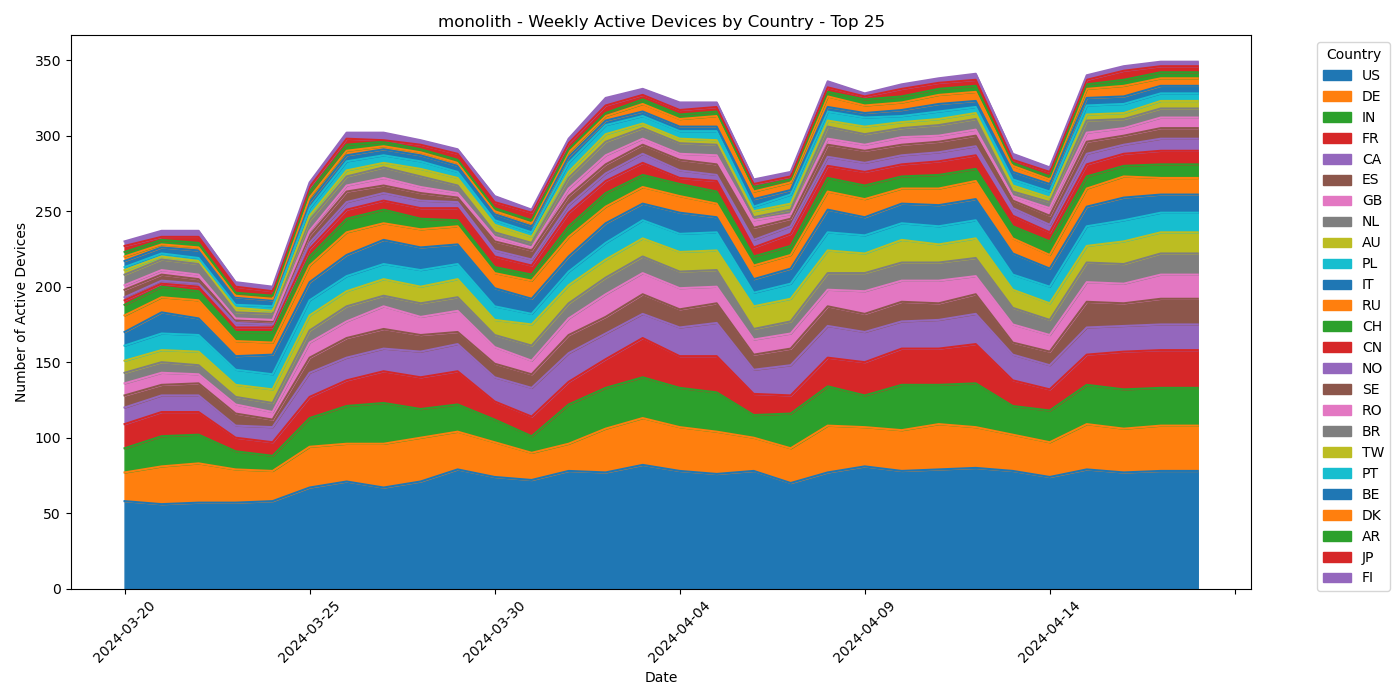 monolith - Weekly Active Devices by Country - Top 25
Number of Active Devices
350
300
250
200
150
100
50
0
2024-03-20
2024-03-25
2024-03-30
2024-04-04
2024-04-09
2024-04-14
Date
Country
US
DE
IN
FR
CA
ES
GB
NL
AU
PL
IT
RU
CH
CN
NO
SE
RO
BR
TW
PT
BE
DK
AR
JP
FI